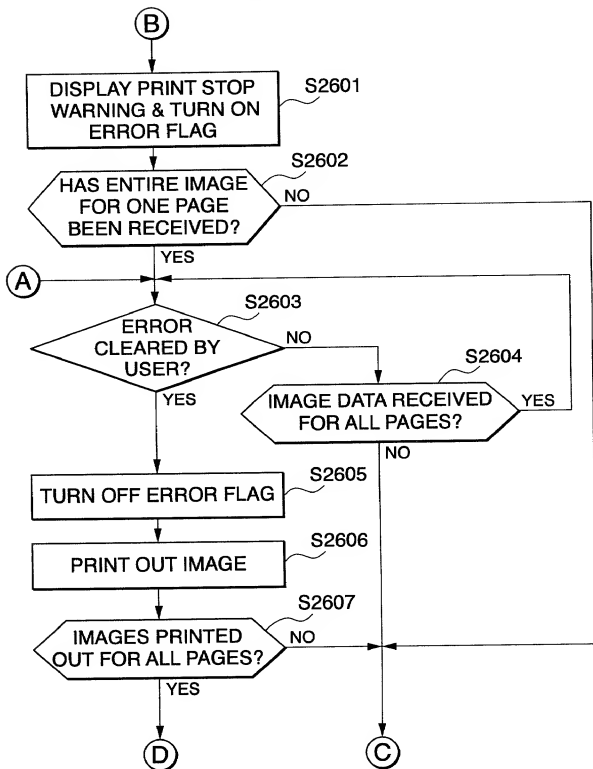 B
DISPLAY PRINT STOP
WARNING & TURN ON
ERROR FLAG
S2601
S2602
HAS ENTIRE IMAGE
FOR ONE PAGE
BEEN RECEIVED?
NO
YES
A
S2603
ERROR
CLEARED BY
USER?
NO
YES
S2604
IMAGE DATA RECEIVED
FOR ALL PAGES?
YES
NO
TURN OFF ERROR FLAG
S2605
PRINT OUT IMAGE
S2606
S2607
IMAGES PRINTED
OUT FOR ALL PAGES?
NO
YES
D
C